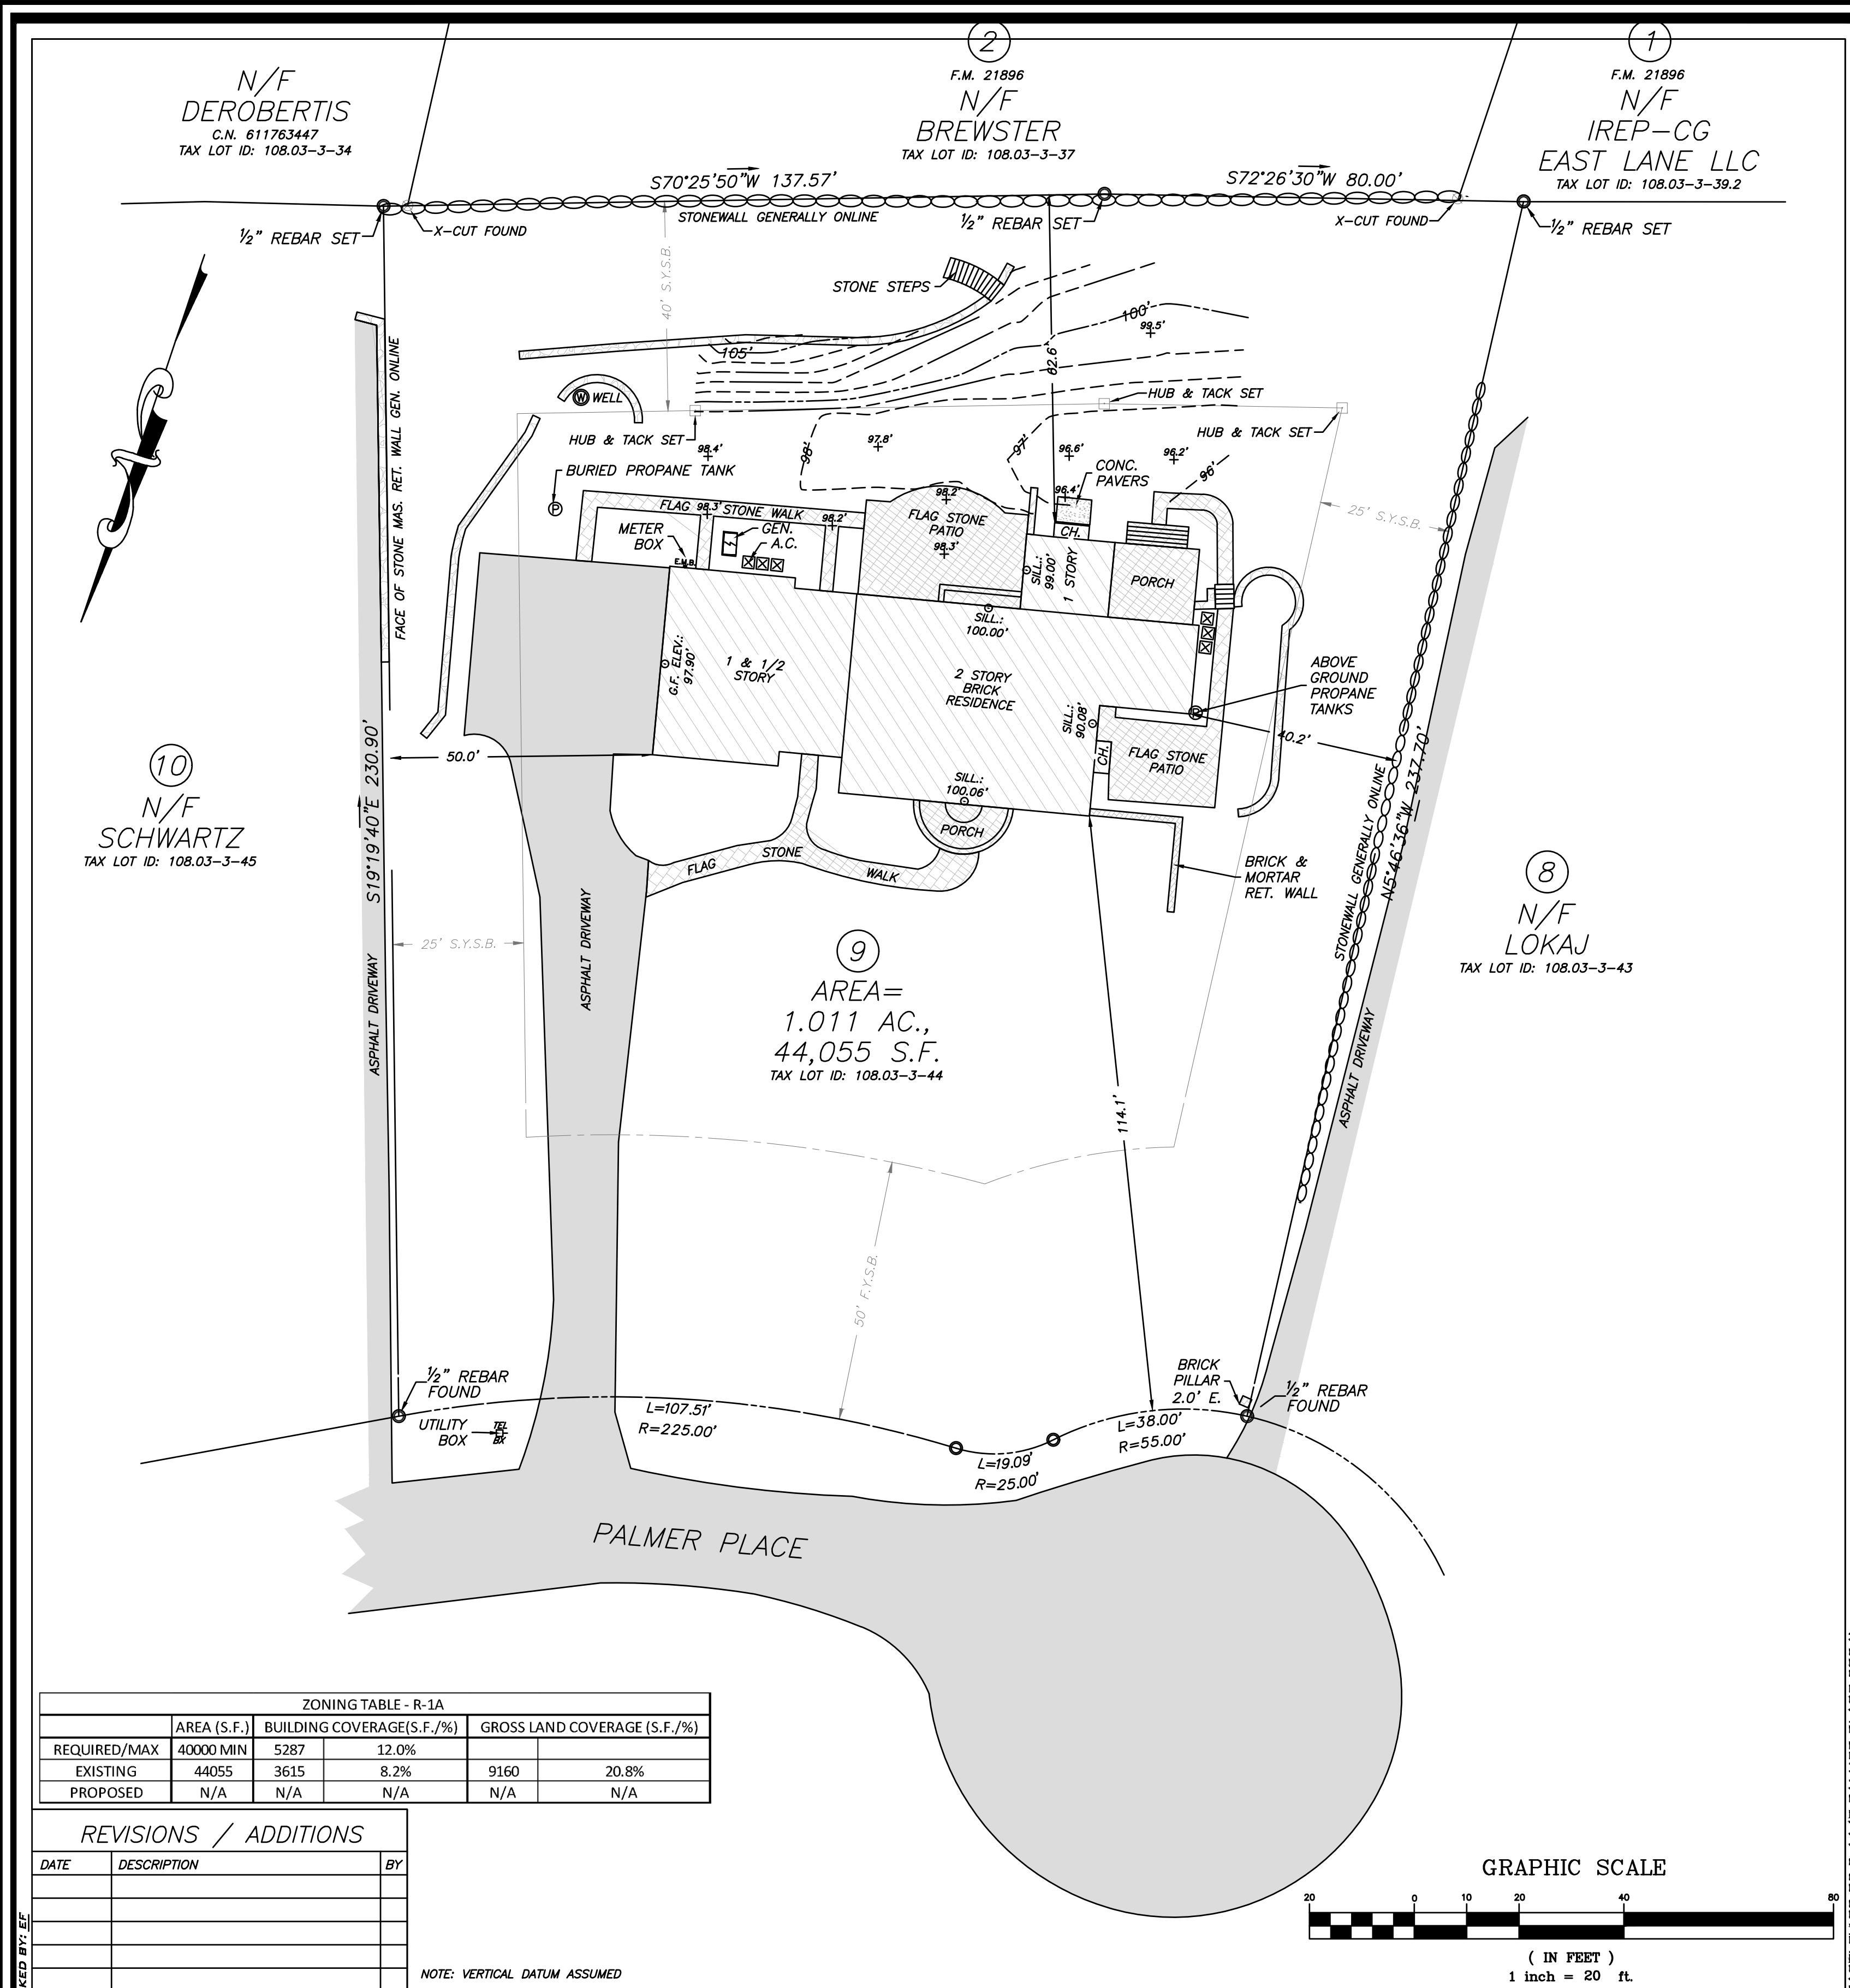 2
F.M. 21896
N/F
BREWSTER
TAX LOT ID: 108.03-3-37
1
F.M. 21896
N/F
IREP-CG
EAST LANE LLC
TAX LOT ID: 108.03-3-39.2
N/F
DEROBERTIS
C.N. 611763447
TAX LOT ID: 108.03-3-34
S70°25'50"W 137.57'
S72°26'30"W 80.00'
STONEWALL GENERALLY ONLINE
½" REBAR SET
X-CUT FOUND
½" REBAR SET
X-CUT FOUND
½" REBAR SET
40' S.Y.S.B.
STONE STEPS
100'
99.5'
105'
62.6'
FACE OF STONE MAS. RET. WALL GEN. ONLINE
W
WELL
HUB & TACK SET
HUB & TACK SET
HUB & TACK SET
98.4'
98'
97.8'
97'
96.6'
96.2'
96'
BURIED PROPANE TANK
P
CONC.
PAVERS
96.4'
25' S.Y.S.B.
FLAG
98.3'
STONE WALK
98.2'
98.2'
FLAG STONE
PATIO
98.3'
METER
BOX
E.M.B.
GEN.
A.C.
CH.
SILL.:
99.00'
1 STORY
PORCH
SILL.:
100.00'
G.F. ELEV.:
97.90'
1 & 1/2
STORY
2 STORY
BRICK
RESIDENCE
SILL.:
90.08'
ABOVE
GROUND
PROPANE
TANKS
P
40.2'
CH.
FLAG STONE
PATIO
50.0'
SILL.:
100.06'
PORCH
10
N/F
SCHWARTZ
TAX LOT ID: 108.03-3-45
S19°19'40"E 230.90'
FLAG
STONE
WALK
BRICK &
MORTAR
RET. WALL
STONEWALL GENERALLY ONLINE
N5°46'36"W 237.70'
8
N/F
LOKAJ
TAX LOT ID: 108.03-3-43
25' S.Y.S.B.
ASPHALT DRIVEWAY
ASPHALT DRIVEWAY
9
AREA=
1.011 AC.,
44,055 S.F.
TAX LOT ID: 108.03-3-44
114.1'
ASPHALT DRIVEWAY
50' F.Y.S.B.
½" REBAR
FOUND
UTILITY
BOX
TEL
BX
L=107.51'
R=225.00'
L=19.09'
R=25.00'
L=38.00'
R=55.00'
BRICK
PILLAR
2.0' E.
½" REBAR
FOUND
PALMER PLACE
ZONING TABLE - R-1A
AREA (S.F.) BUILDING COVERAGE(S.F./%) GROSS LAND COVERAGE (S.F./%)
REQUIRED/MAX 40000 MIN 5287 12.0%
EXISTING 44055 3615 8.2% 9160 20.8%
PROPOSED N/A N/A N/A N/A N/A
REVISIONS / ADDITIONS
DATE DESCRIPTION BY
KED BY: EF
NOTE: VERTICAL DATUM ASSUMED
GRAPHIC SCALE
20 0 10 20 40 80
( IN FEET )
1 inch = 20 ft.